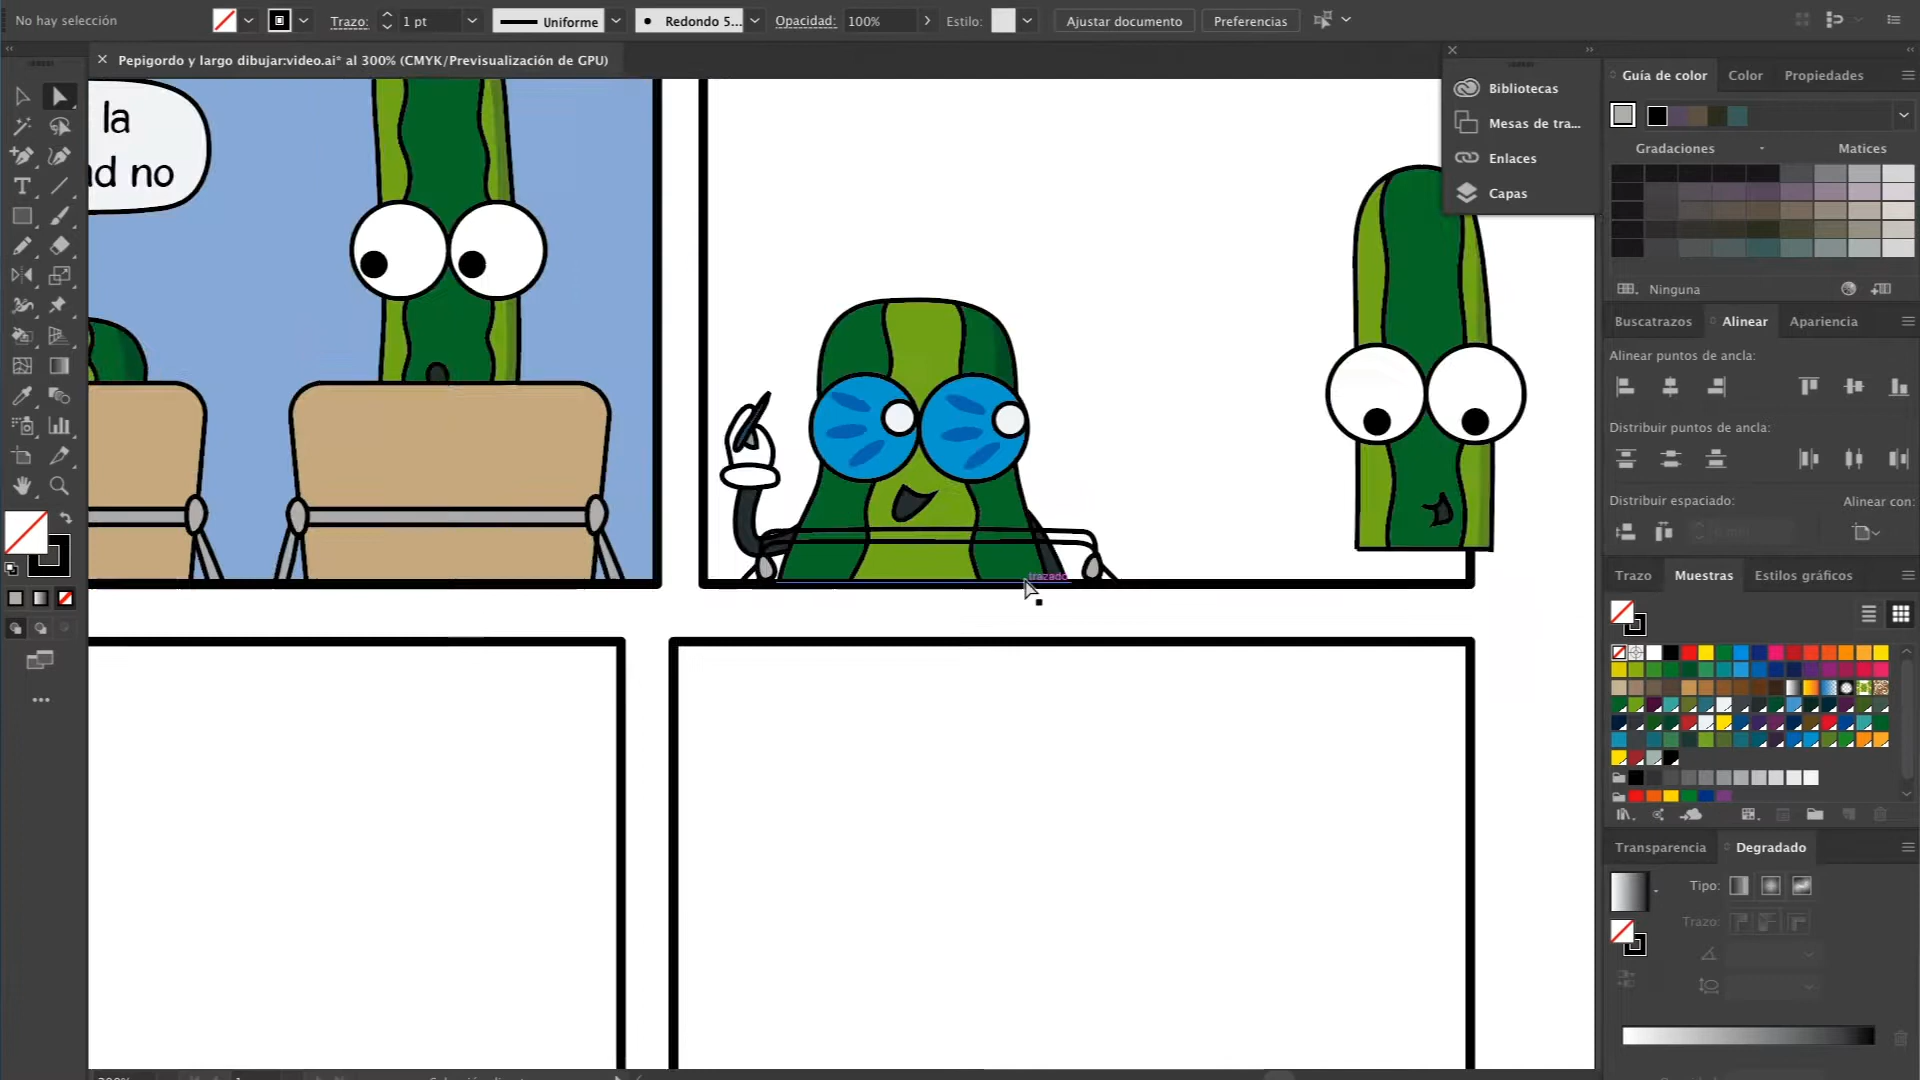 No hay selección
Trazo:
1 pt
Uniforme
Redondo 5...
Opacidad:
100%
Estilo:
Ajustar documento
Preferencias
Pepigordo y largo dibujar:video.ai* al 300% (CMYK/Previsualización de GPU)
Bibliotecas
Mesas de tra...
Enlaces
Capas
la
no
trazado
Guía de color
Color
Propiedades
Gradaciones
Matices
Ninguna
Buscatrazos
Alinear
Apariencia
Alinear puntos de ancla:
Distribuir puntos de ancla:
Distribuir espaciado:
Alinear con:
Trazo
Muestras
Estilos gráficos
Transparencia
Degradado
Tipo:
Trazo: